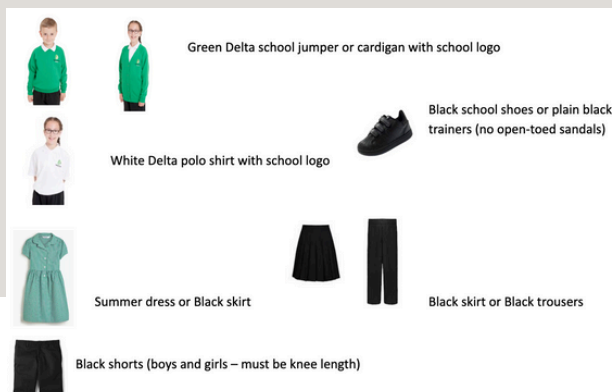 Green Delta school jumper or cardigan with school logo
Black school shoes or plain black
trainers (no open-toed sandals)
White Delta polo shirt with school logo
Summer dress or Black skirt
Black skirt or Black trousers
Black shorts (boys and girls – must be knee length)